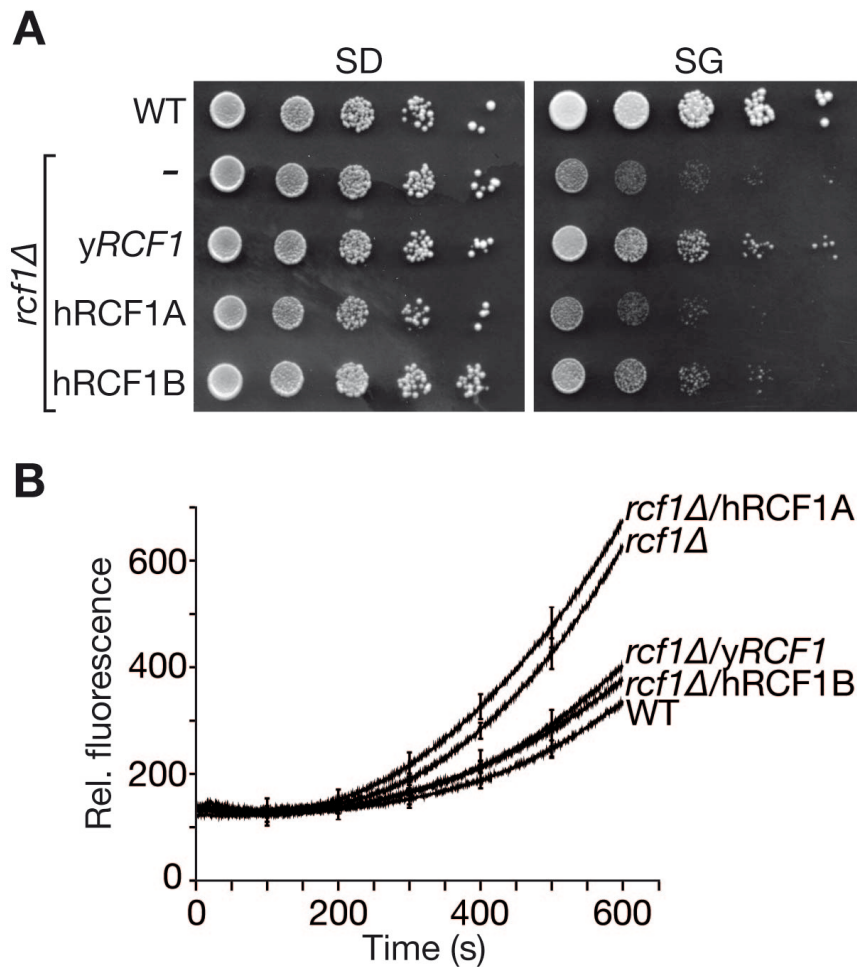 A
SD SG
WT
-
yRCF1
hRCF1A
hRCF1B
rcf1Δ
B
rcf1Δ/hRCF1A
rcf1Δ
rcf1Δ/yRCF1
rcf1Δ/hRCF1B
WT
Rel. fluorescence
600
400
200
0
0 200 400 600
Time (s)